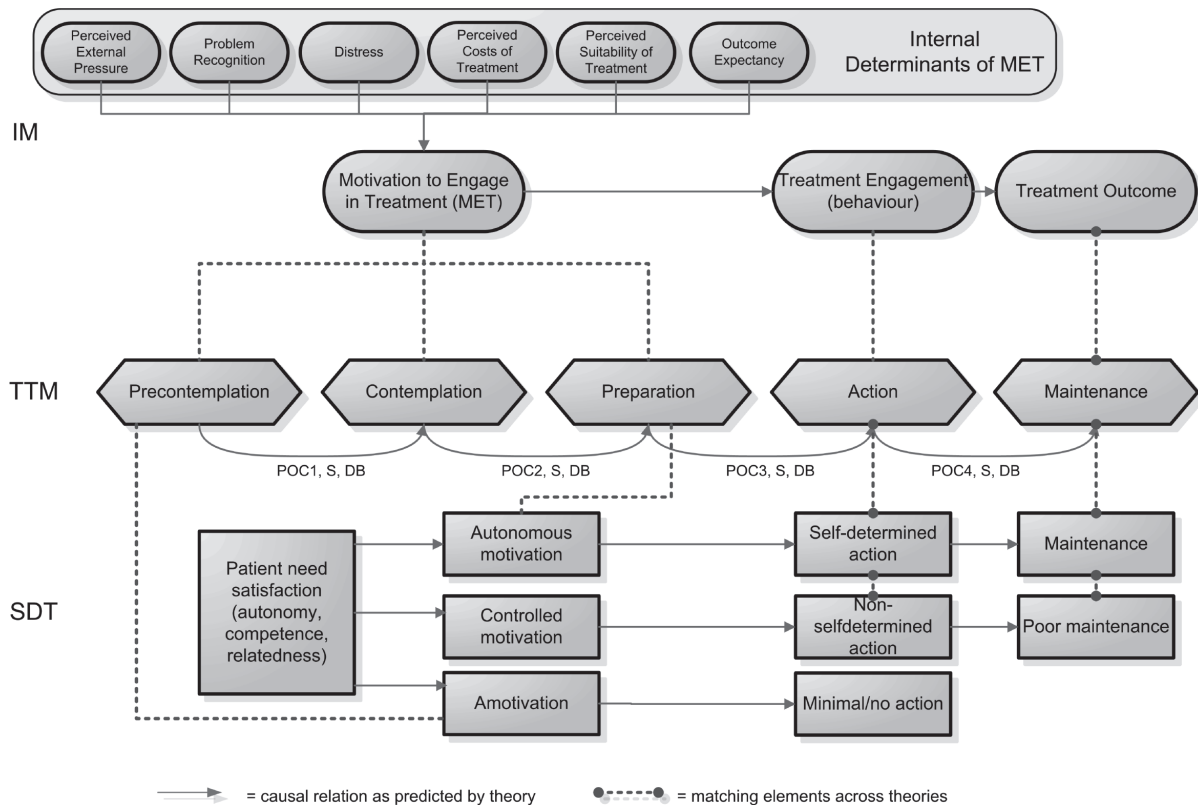 Perceived
External
Pressure
Problem
Recognition
Distress
Perceived
Costs of
Treatment
Perceived
Suitability of
Treatment
Outcome
Expectancy
Internal
Determinants of MET
IM
Motivation to Engage
in Treatment (MET)
Treatment Engagement
(behaviour)
Treatment Outcome
TTM
Precontemplation
Contemplation
Preparation
Action
Maintenance
POC1, S, DB
POC2, S, DB
POC3, S, DB
POC4, S, DB
SDT
Patient need
satisfaction
(autonomy,
competence,
relatedness)
Autonomous
motivation
Self-determined
action
Maintenance
Controlled
motivation
Non-
selfdetermined
action
Poor maintenance
Amotivation
Minimal/no action
= causal relation as predicted by theory
= matching elements across theories